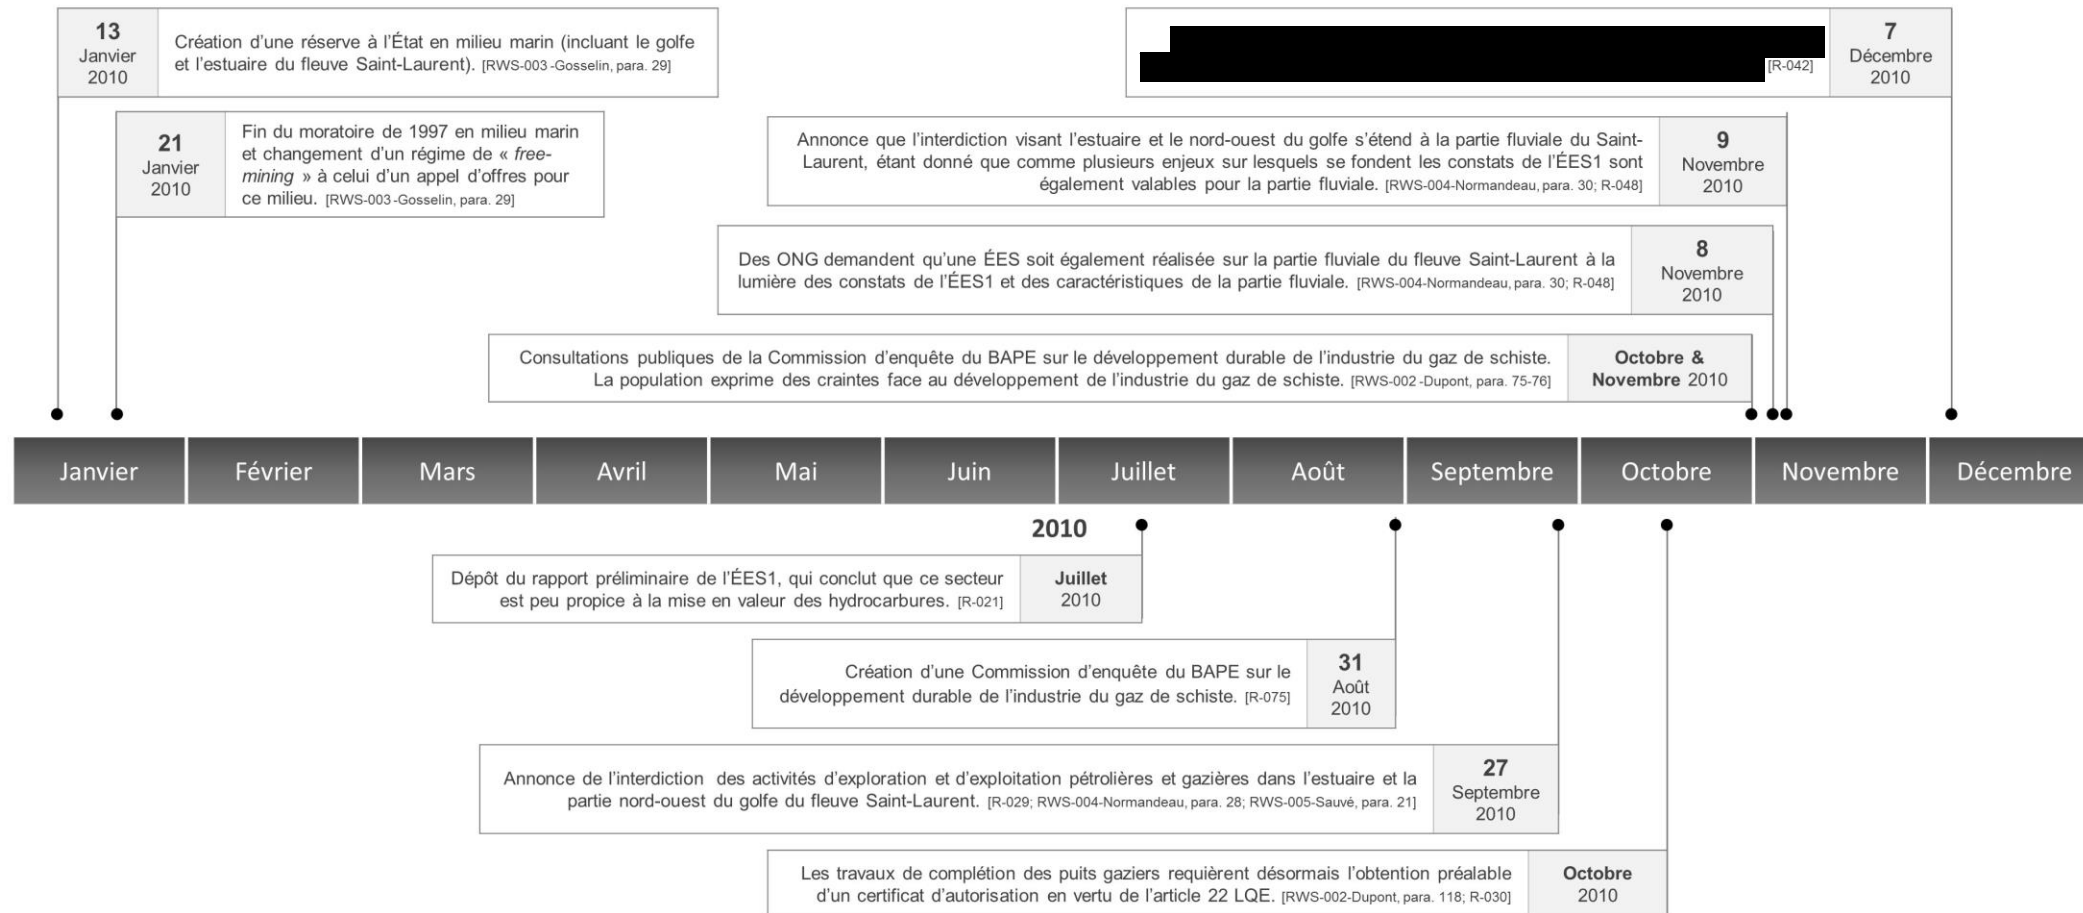 13
Janvier
2010
Création d’une réserve à l’État en milieu marin (incluant le golfe
et l’estuaire du fleuve Saint-Laurent). [RWS-003-Gosselin, para. 29]
[R-042]
7
Décembre
2010
21
Janvier
2010
Fin du moratoire de 1997 en milieu marin
et changement d’un régime de « free-
mining » à celui d’un appel d’offres pour
ce milieu. [RWS-003-Gosselin, para. 29]
Annonce que l’interdiction visant l’estuaire et le nord-ouest du golfe s’étend à la partie fluviale du Saint-
Laurent, étant donné que comme plusieurs enjeux sur lesquels se fondent les constats de l’ÉES1 sont
également valables pour la partie fluviale. [RWS-004-Normandeau, para. 30; R-048]
9
Novembre
2010
Des ONG demandent qu’une ÉES soit également réalisée sur la partie fluviale du fleuve Saint-Laurent à la
lumière des constats de l’ÉES1 et des caractéristiques de la partie fluviale. [RWS-004-Normandeau, para. 30; R-048]
8
Novembre
2010
Consultations publiques de la Commission d’enquête du BAPE sur le développement durable de l’industrie du gaz de schiste.
La population exprime des craintes face au développement de l’industrie du gaz de schiste. [RWS-002-Dupont, para. 75-76]
Octobre &
Novembre 2010
Janvier Février Mars Avril Mai Juin Juillet Août Septembre Octobre Novembre Décembre
2010
Dépôt du rapport préliminaire de l’ÉES1, qui conclut que ce secteur
est peu propice à la mise en valeur des hydrocarbures. [R-021]
Juillet
2010
Création d’une Commission d’enquête du BAPE sur le
développement durable de l’industrie du gaz de schiste. [R-075]
31
Août
2010
Annonce de l’interdiction des activités d’exploration et d’exploitation pétrolières et gazières dans l’estuaire et la
partie nord-ouest du golfe du fleuve Saint-Laurent. [R-029; RWS-004-Normandeau, para. 28; RWS-005-Sauvé, para. 21]
27
Septembre
2010
Les travaux de complétion des puits gaziers requièrent désormais l’obtention préalable
d’un certificat d’autorisation en vertu de l’article 22 LQE. [RWS-002-Dupont, para. 118; R-030]
Octobre
2010